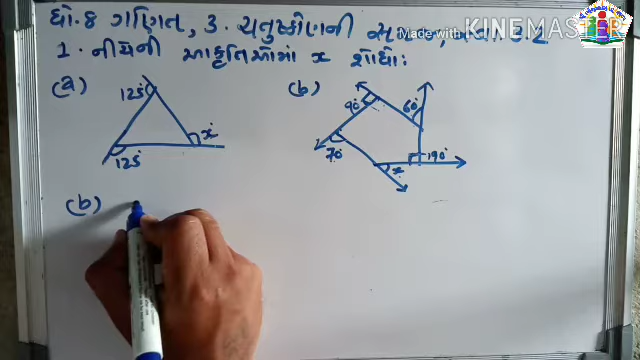 ધો.8 ગણિત, 3. ચતુષ્કોણની
Made with KINEMASTER
1. નીચેની આકૃતિઓમાં x શોધો:
(a) 125° 125° x°
(b) 90° 60° 70° x° 90°
(b)